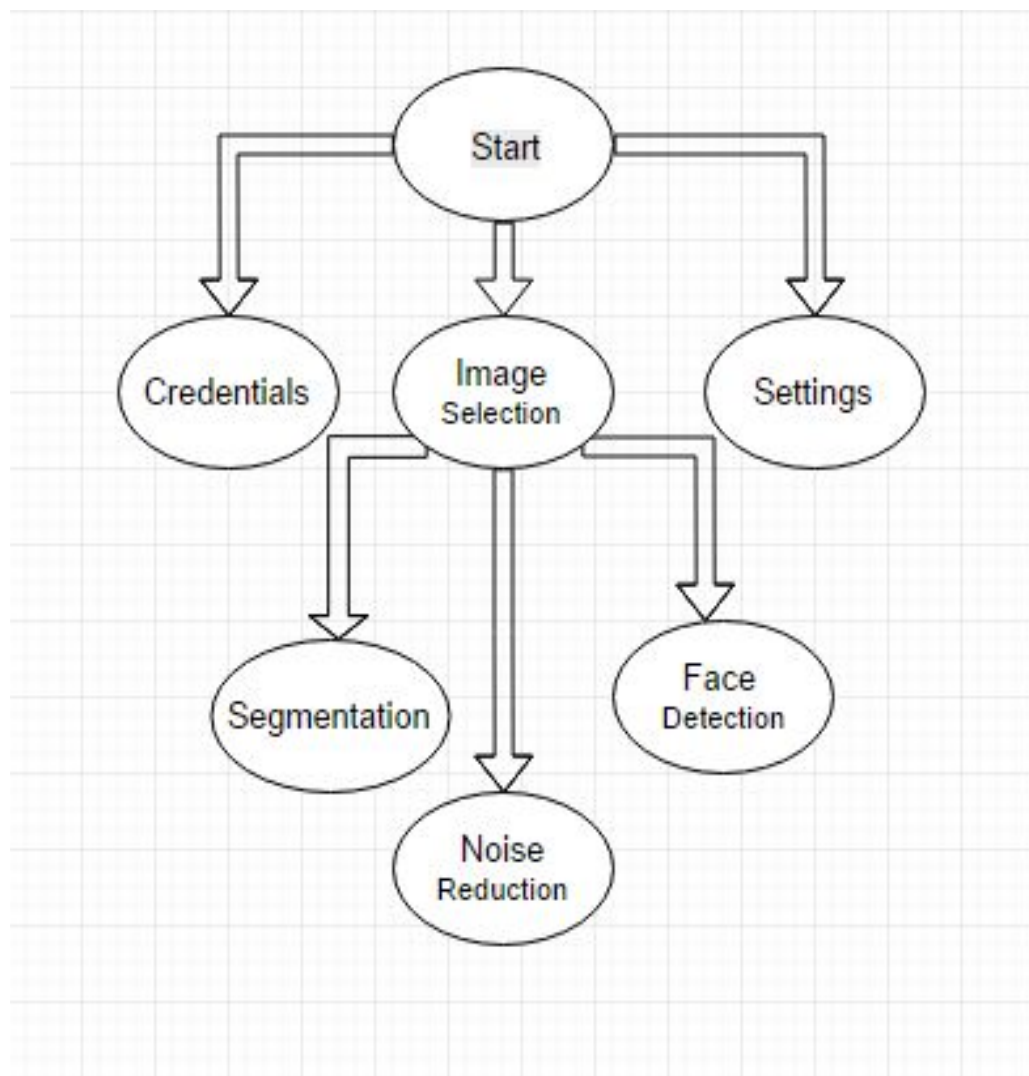 Start
Credentials
Image
Selection
Settings
Segmentation
Face
Detection
Noise
Reduction